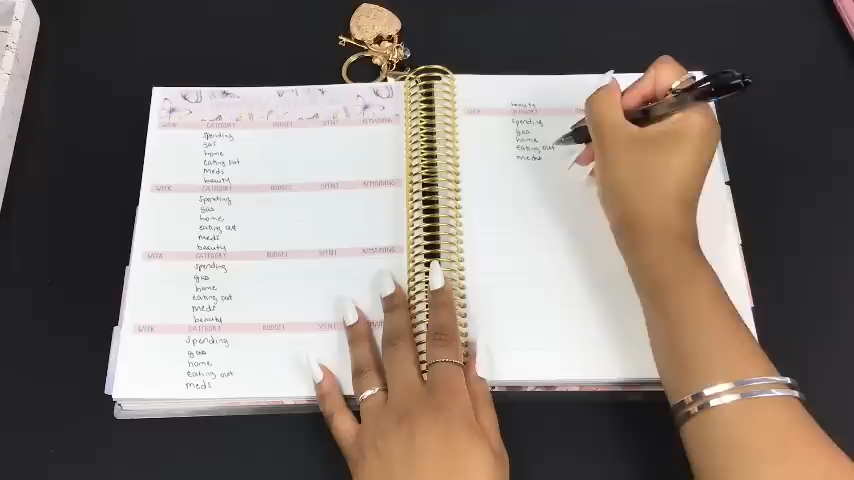 WEEK CATEGORY BUDGET SPENT REMAINING
spending
gas
home
eating out
Meds
beauty
WEEK CATEGORY BUDGET SPENT REMAINING
spending
gas
home
eating out
meds
beauty
WEEK CATEGORY BUDGET SPENT REMAINING
spending
gas
home
eating out
meds
beauty
WEEK CATEGORY BUDGET SPENT
spending
gas
home
eating out
meds
beauty
WEEK CATEGORY
spending
gas
home
eating out
meds